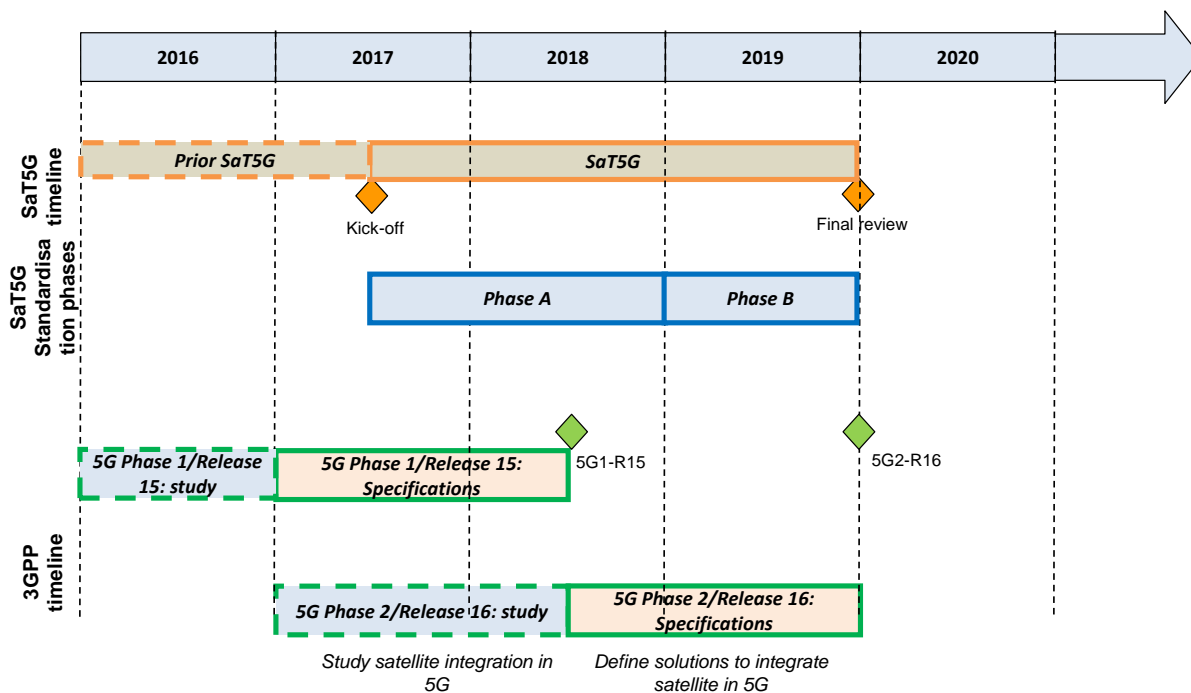 2016 2017 2018 2019 2020
SaT5G
timeline
Prior SaT5G
SaT5G
Kick-off
Final review
SaT5G
Standardisa
tion phases
Phase A
Phase B
5G1-R15
5G2-R16
3GPP
timeline
5G Phase 1/Release
15: study
5G Phase 1/Release 15:
Specifications
5G Phase 2/Release 16: study
5G Phase 2/Release 16:
Specifications
Study satellite integration in
5G
Define solutions to integrate
satellite in 5G